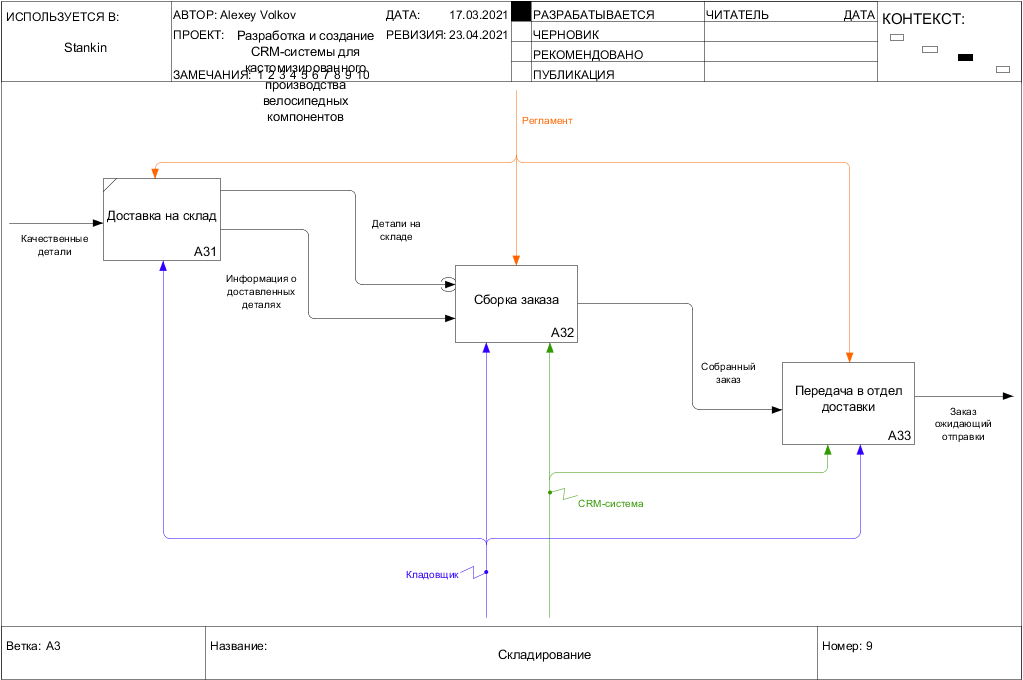 ИСПОЛЬЗУЕТСЯ В:
Stankin
АВТОР: Alexey Volkov
ДАТА: 17.03.2021
ПРОЕКТ: Разработка и создание
CRM-системы для
кастомизированного
производства
велосипедных
компонентов
РЕВИЗИЯ: 23.04.2021
ЗАМЕЧАНИЯ: 1 2 3 4 5 6 7 8 9 10
РАЗРАБАТЫВАЕТСЯ
ЧЕРНОВИК
РЕКОМЕНДОВАНО
ПУБЛИКАЦИЯ
ЧИТАТЕЛЬ
ДАТА
КОНТЕКСТ:
Регламент
Доставка на склад
A31
Качественные
детали
Детали на
складе
Информация о
доставленных
деталях
Сборка заказа
A32
Собранный
заказ
Передача в отдел
доставки
A33
Заказ
ожидающий
отправки
CRM-система
Кладовщик
Ветка: A3
Название:
Складирование
Номер: 9